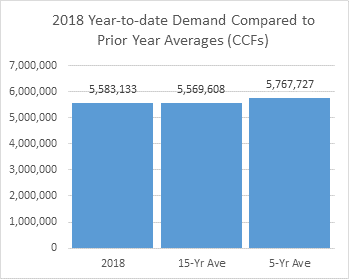 2018 Year-to-date Demand Compared to
Prior Year Averages (CCFs)
7,000,000
6,000,000
5,000,000
4,000,000
3,000,000
2,000,000
1,000,000
0
5,583,133 5,569,608 5,767,727
2018 15-Yr Ave 5-Yr Ave